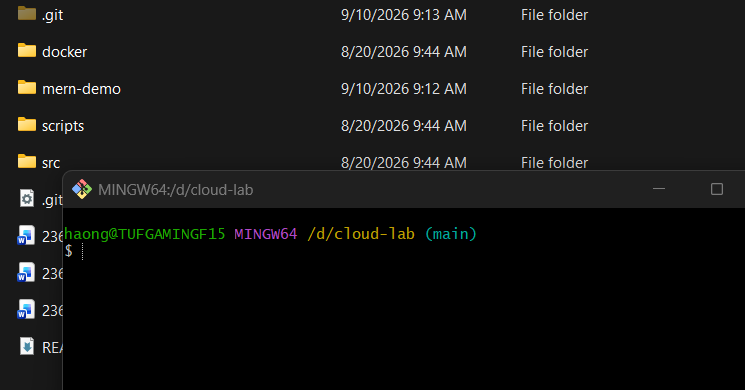 .git 9/10/2026 9:13 AM File folder
docker 8/20/2026 9:44 AM File folder
mern-demo 9/10/2026 9:12 AM File folder
scripts 8/20/2026 9:44 AM File folder
src 8/20/2026 9:44 AM File folder
MINGW64:/d/cloud-lab
.git
236
236
236
REA
haong@TUFGAMINGF15 MINGW64 /d/cloud-lab (main)
$